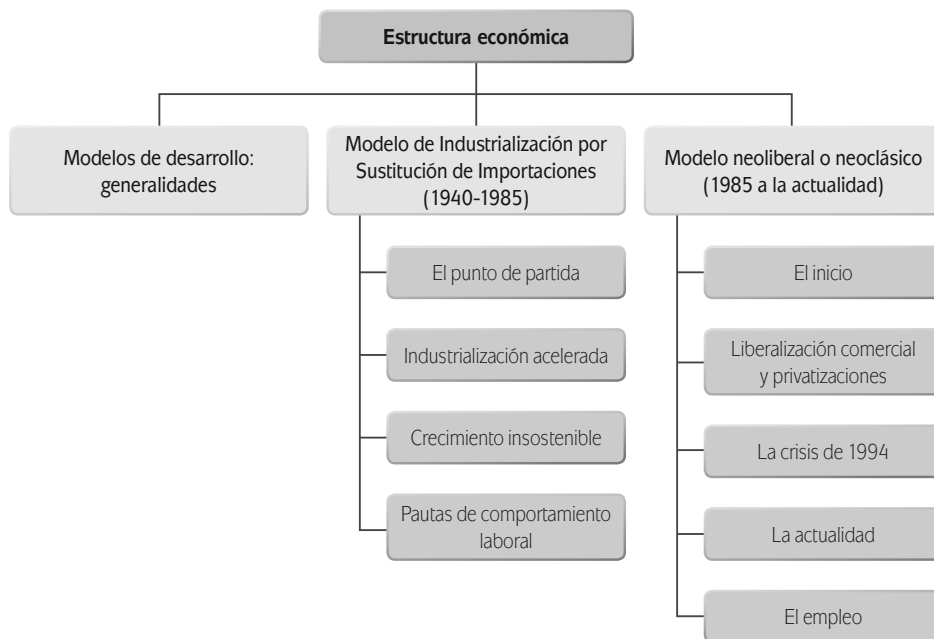 Estructura económica
Modelos de desarrollo:
generalidades
Modelo de Industrialización por
Sustitución de Importaciones
(1940-1985)
El punto de partida
Industrialización acelerada
Crecimiento insostenible
Pautas de comportamiento
laboral
Modelo neoliberal o neoclásico
(1985 a la actualidad)
El inicio
Liberalización comercial
y privatizaciones
La crisis de 1994
La actualidad
El empleo